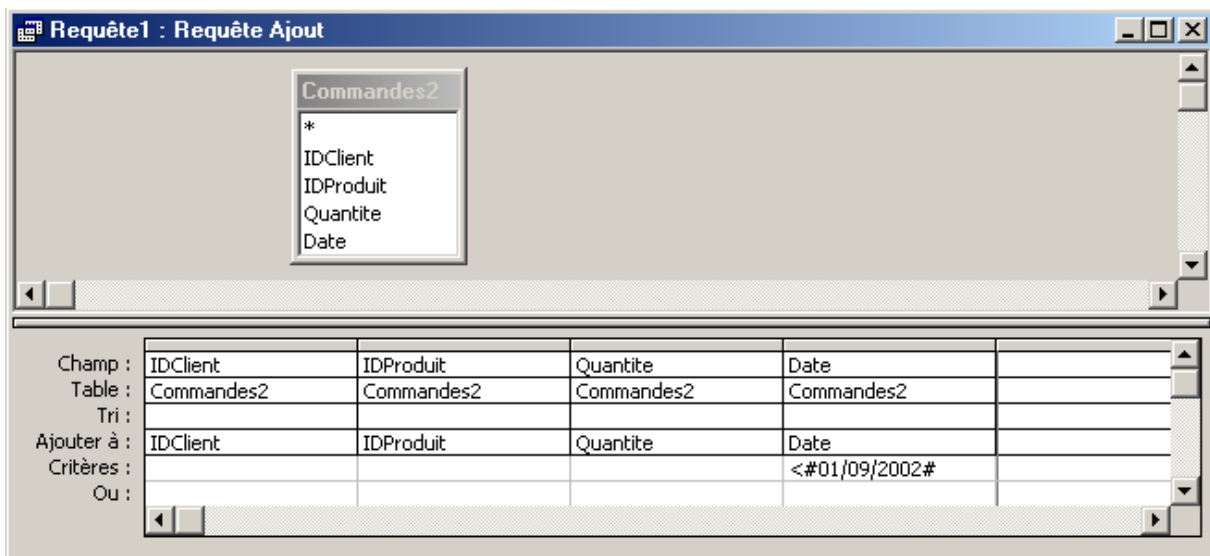 Requête1 : Requête Ajout
Commandes2
*
IDClient
IDProduit
Quantite
Date
Champ : IDClient IDProduit Quantite Date
Table : Commandes2 Commandes2 Commandes2 Commandes2
Tri :
Ajouter à : IDClient IDProduit Quantite Date
Critères : <#01/09/2002#
Ou :